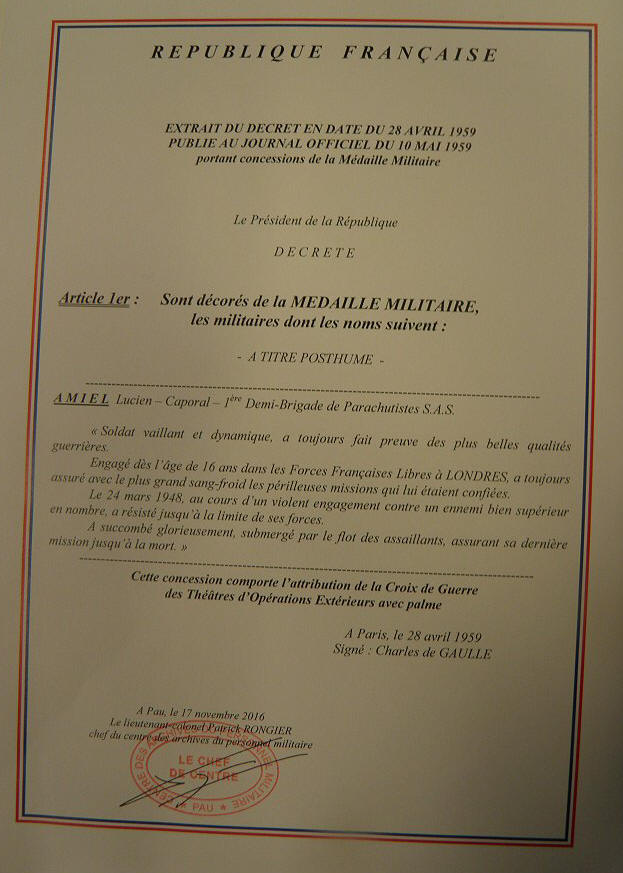 REPUBLIQUE FRANÇAISE
EXTRAIT DU DECRET EN DATE DU 28 AVRIL 1959
PUBLIE AU JOURNAL OFFICIEL DU 10 MAI 1959
portant concessions de la Médaille Militaire
Le Président de la République
DECRETE
Article 1er : Sont décorés de la MEDAILLE MILITAIRE,
les militaires dont les noms suivent :
- A TITRE POSTHUME -
AMIEL Lucien – Caporal – 1ère Demi-Brigade de Parachutistes S.A.S.
« Soldat vaillant et dynamique, a toujours fait preuve des plus belles qualités
guerrières.
Engagé dès l'âge de 16 ans dans les Forces Françaises Libres à LONDRES, a toujours
assuré avec le plus grand sang-froid les périlleuses missions qui lui étaient confiées.
Le 24 mars 1948, au cours d'un violent engagement contre un ennemi bien supérieur
en nombre, a résisté jusqu'à la limite de ses forces.
A succombé glorieusement, submergé par le flot des assaillants, assurant sa dernière
mission jusqu'à la mort. »
Cette concession comporte l'attribution de la Croix de Guerre
des Théâtres d'Opérations Extérieurs avec palme
A Paris, le 28 avril 1959
Signé : Charles de GAULLE
A Pau, le 17 novembre 2016
Le lieutenant-colonel Patrick RONGIER
chef du centre des archives du personnel militaire
CENTRE DES ARCHIVES DU PERSONNEL MILITAIRE
LE CHEF
DE CENTRE
★ PAU ★